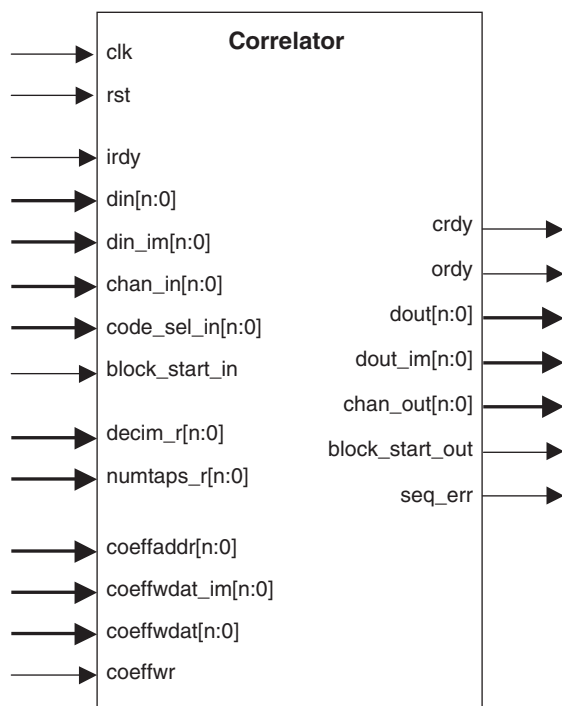 Correlator
clk
rst
irdy
din[n:0]
din_im[n:0]
chan_in[n:0]
code_sel_in[n:0]
block_start_in
decim_r[n:0]
numtaps_r[n:0]
coeffaddr[n:0]
coeffwdat_im[n:0]
coeffwdat[n:0]
coeffwr
crdy
ordy
dout[n:0]
dout_im[n:0]
chan_out[n:0]
block_start_out
seq_err